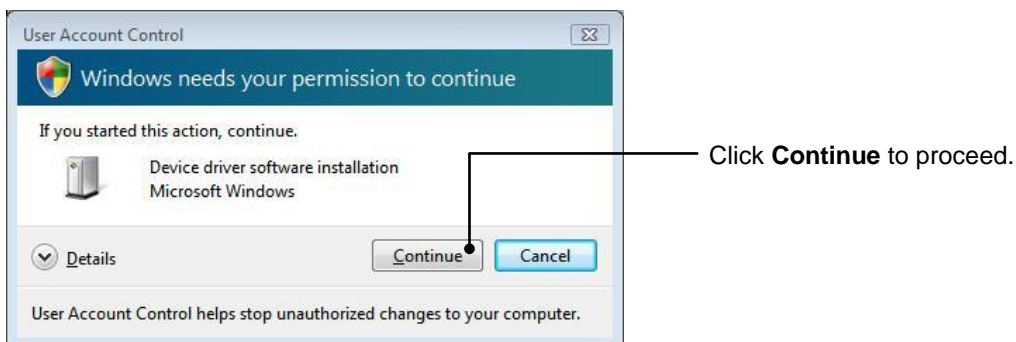 User Account Control
Windows needs your permission to continue
If you started this action, continue.
Device driver software installation
Microsoft Windows
Click Continue to proceed.
Details
Continue
Cancel
User Account Control helps stop unauthorized changes to your computer.